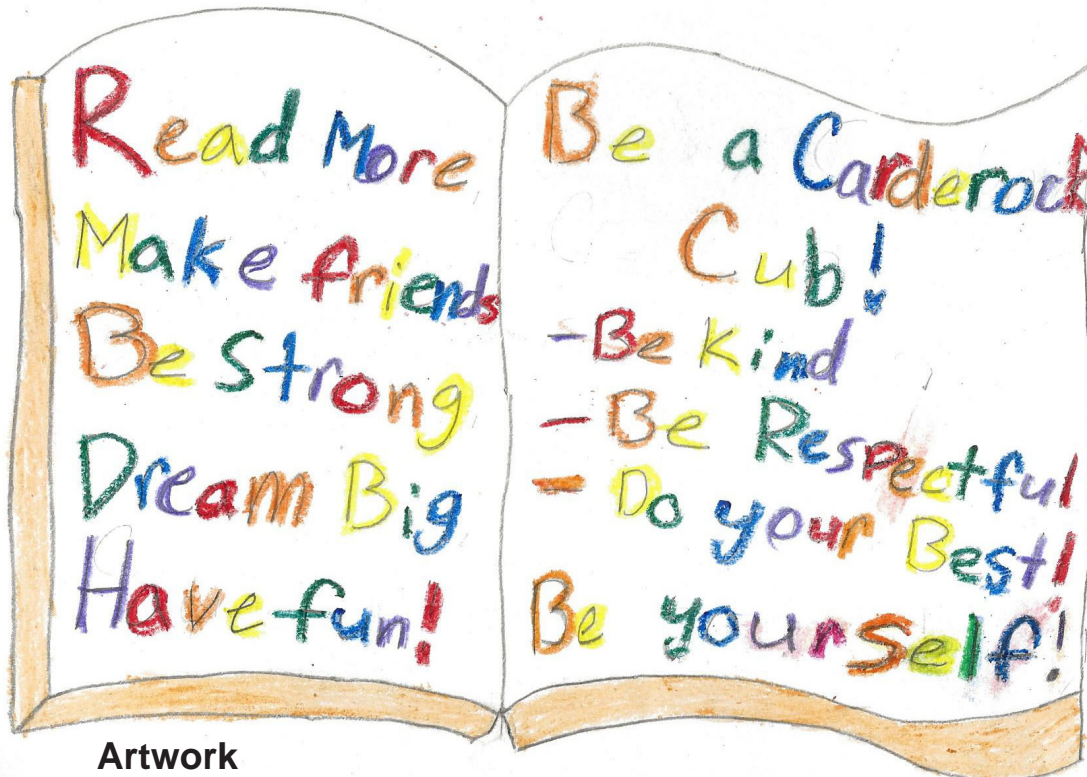 Read More
Make friends
Be Strong
Dream Big
Have fun!
Be a Carderock
Cub!
- Be Kind
- Be Respectful
- Do your Best!
Be yourself!
Artwork